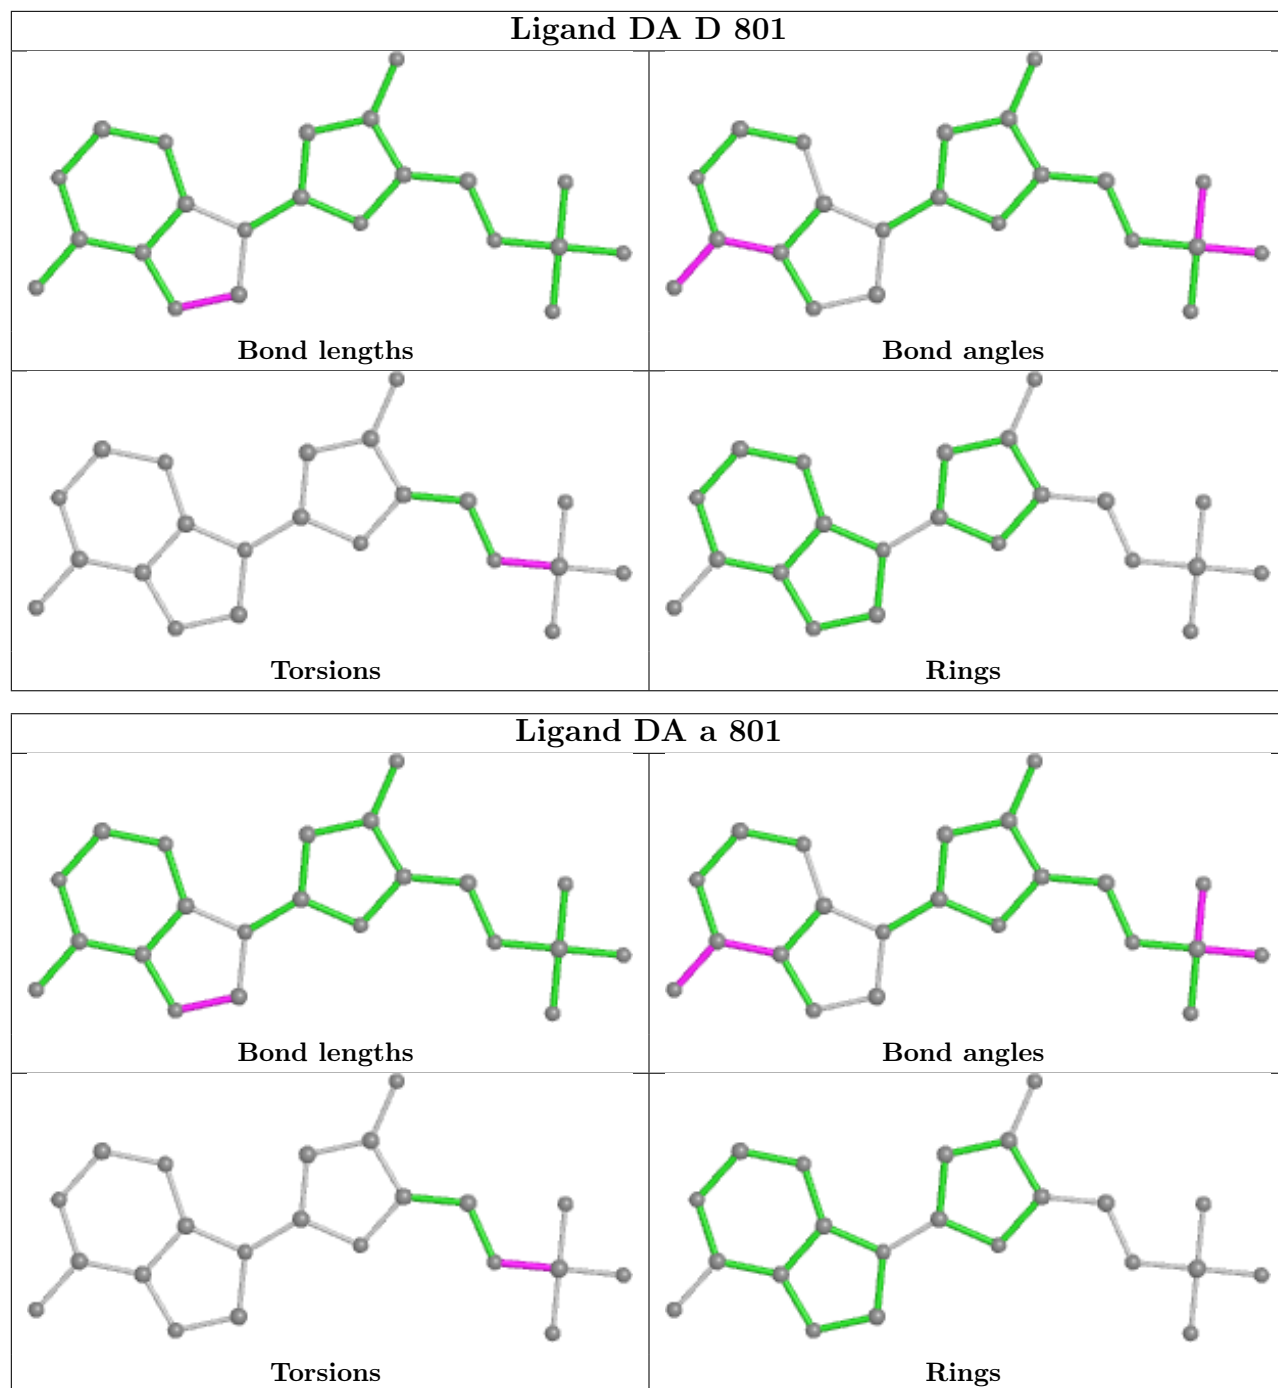 Ligand DA D 801
Bond lengths
Bond angles
Torsions
Rings
Ligand DA a 801
Bond lengths
Bond angles
Torsions
Rings